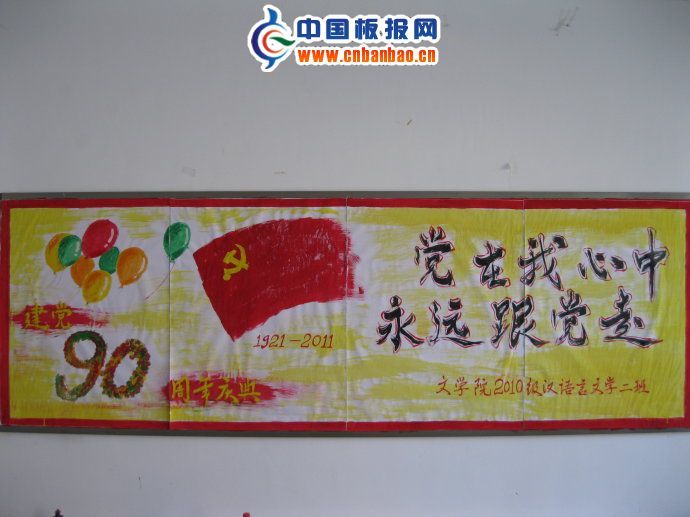 中国板报网
www.cnbanbao.cn
党在我心中
永远跟党走
建党
90
周年庆典
1921-2011
文学院2010级汉语言文学二班